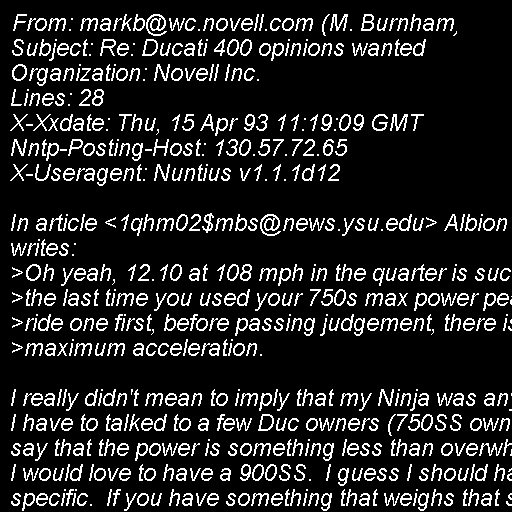 From: markb@wc.novell.com (M. Burnham,
Subject: Re: Ducati 400 opinions wanted
Organization: Novell Inc.
Lines: 28
X-Xxdate: Thu, 15 Apr 93 11:19:09 GMT
Nntp-Posting-Host: 130.57.72.65
X-Useragent: Nuntius v1.1.1d12

In article <1qhm02$mbs@news.ysu.edu> Albion
writes:
>Oh yeah, 12.10 at 108 mph in the quarter is suc
>the last time you used your 750s max power pea
>ride one first, before passing judgement, there is
>maximum acceleration.

I really didn't mean to imply that my Ninja was any
I have to talked to a few Duc owners (750SS own
say that the power is something less than overwh
I would love to have a 900SS.  I guess I should ha
specific.  If you have something that weighs that s